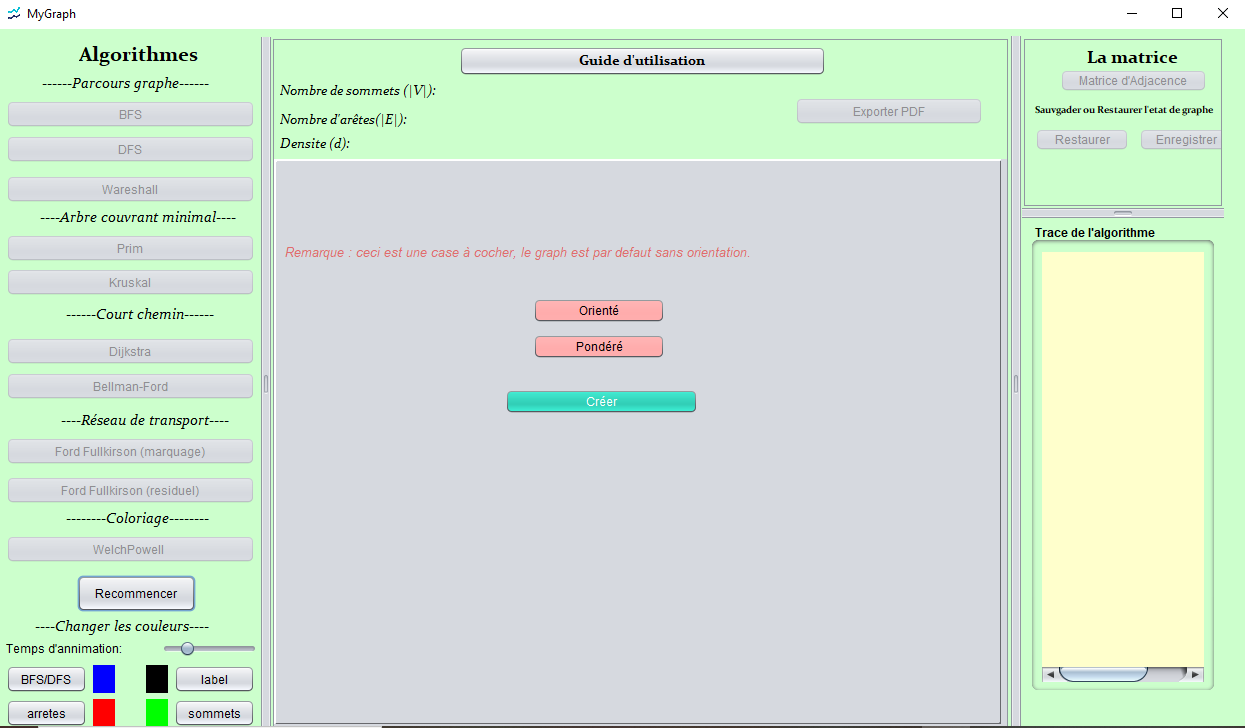 MyGraph
Algorithmes
------Parcours graphe------
BFS
DFS
Wareshall
----Arbre couvrant minimal----
Prim
Kruskal
------Court chemin------
Dijkstra
Bellman-Ford
----Réseau de transport----
Ford Fullkirson (marquage)
Ford Fullkirson (residuel)
--------Coloriage--------
WelchPowell
Recommencer
----Changer les couleurs----
Temps d'annimation:
BFS/DFS
label
arretes
sommets
Guide d'utilisation
Nombre de sommets (|V|):
Nombre d'arêtes(|E|):
Densite (d):
Exporter PDF
Remarque : ceci est une case à cocher, le graph est par defaut sans orientation.
Orienté
Pondéré
Créer
La matrice
Matrice d'Adjacence
Sauvgader ou Restaurer l'etat de graphe
Restaurer
Enregistrer
Trace de l'algorithme